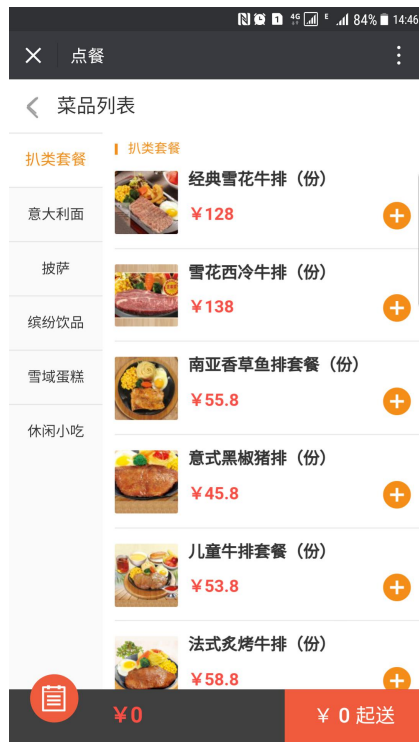 4G E 84% 14:46
点餐
菜品列表
扒类套餐
意大利面
披萨
缤纷饮品
雪域蛋糕
休闲小吃
扒类套餐
经典雪花牛排（份）
￥128
雪花西冷牛排（份）
￥138
南亚香草鱼排套餐（份）
￥55.8
意式黑椒猪排（份）
￥45.8
儿童牛排套餐（份）
￥53.8
法式炙烤牛排（份）
￥58.8
￥0
￥ 0 起送